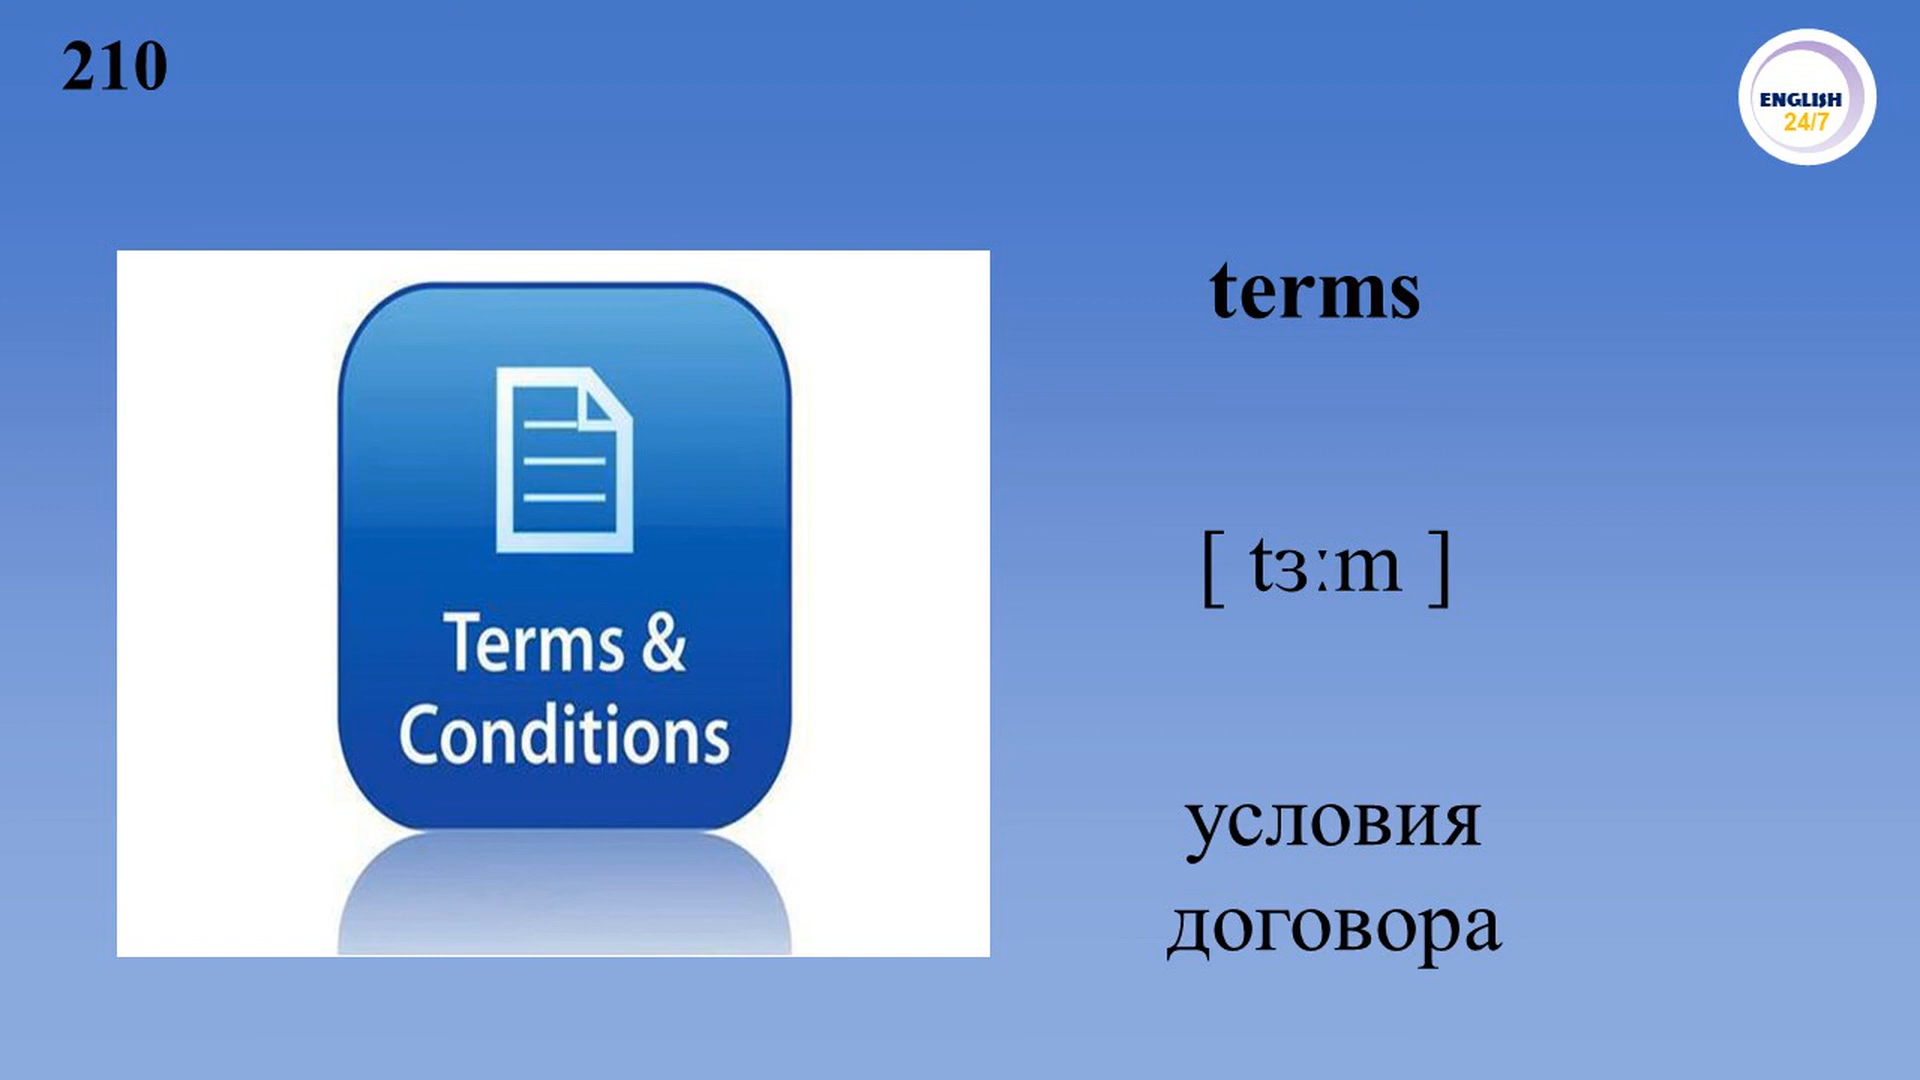 210
ENGLISH
24/7
terms
[ tɜːm ]
Terms &
Conditions
условия
договора